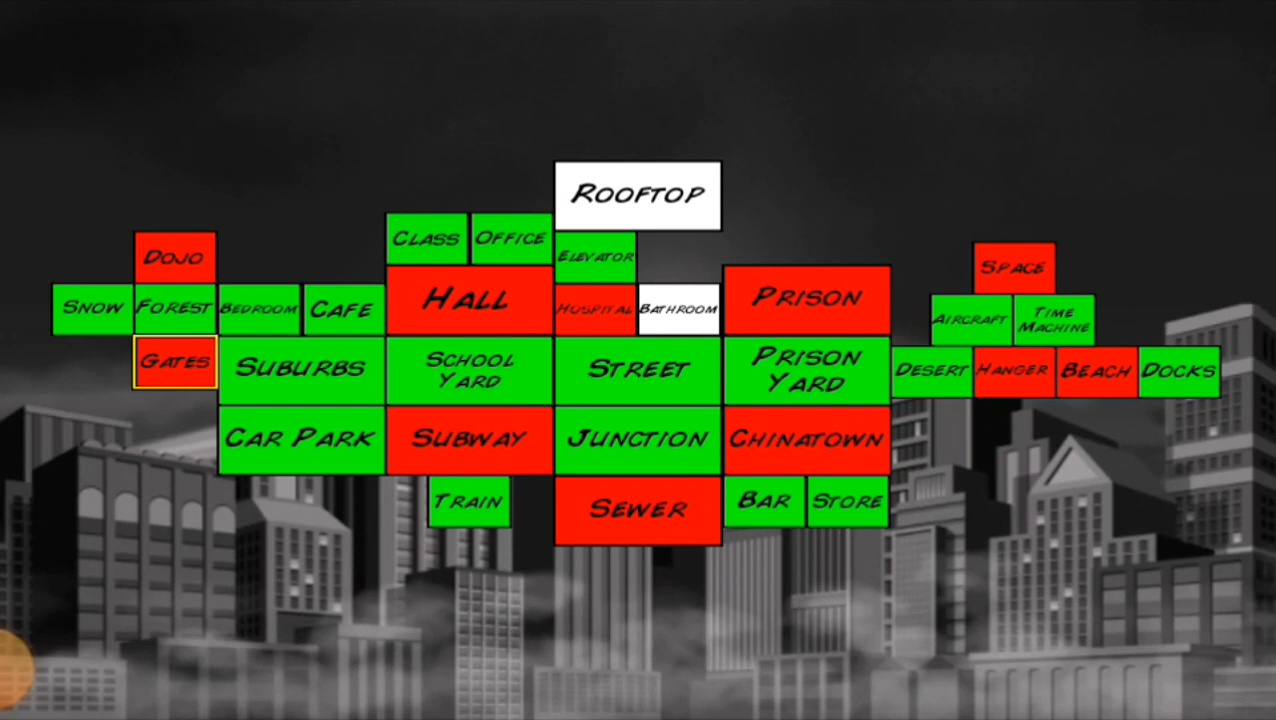 Rooftop
Class
Office
Dojo
Elevator
Space
Snow
Forest
Bedroom
Cafe
Hall
Hospital
Bathroom
Prison
Aircraft
Time
Machine
Gates
Suburbs
School
Yard
Street
Prison
Yard
Desert
Hanger
Beach
Docks
Car Park
Subway
Junction
Chinatown
Train
Sewer
Bar
Store